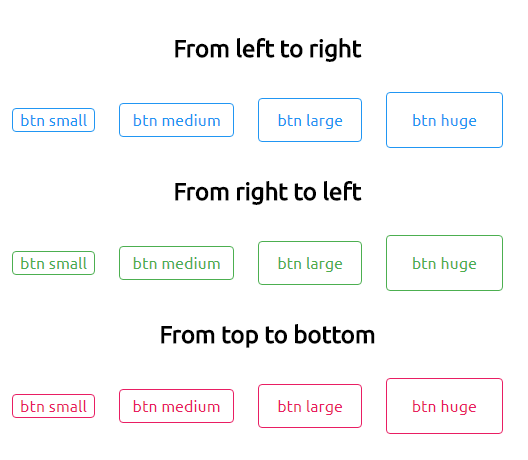 From left to right
btn small btn medium btn large btn huge
From right to left
btn small btn medium btn large btn huge
From top to bottom
btn small btn medium btn large btn huge